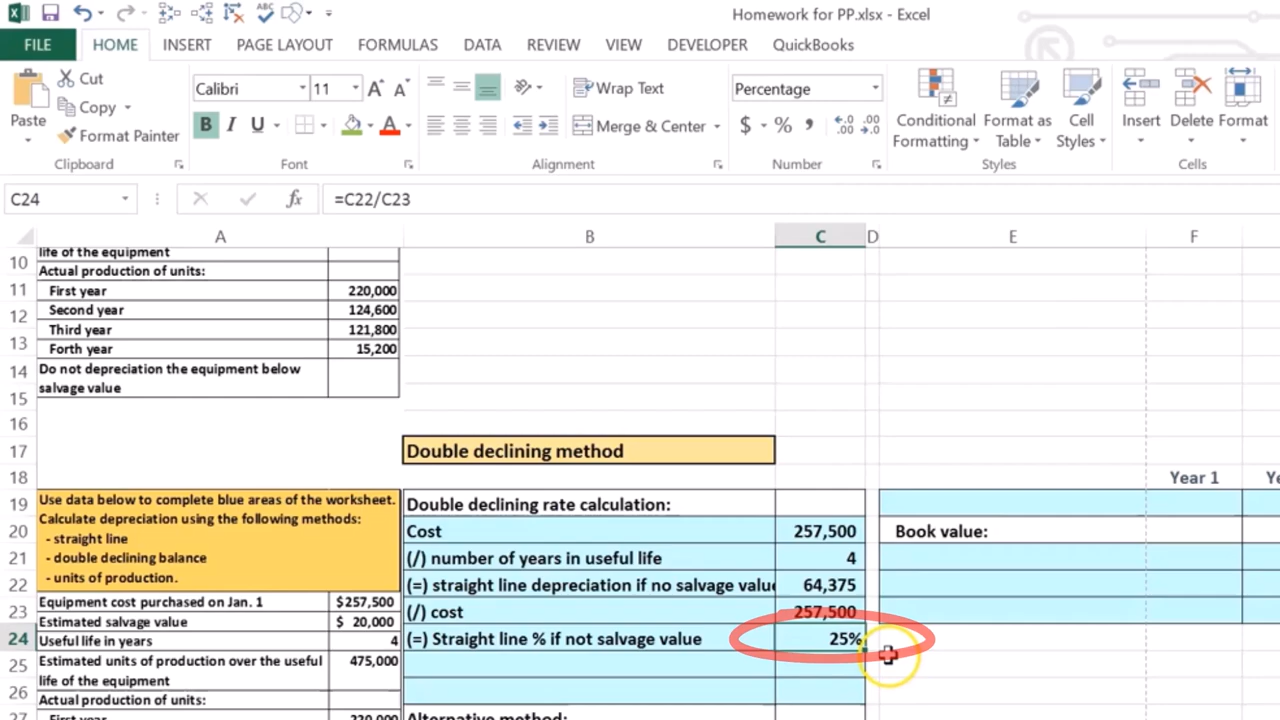 Homework for PP.xlsx - Excel
FILE HOME INSERT PAGE LAYOUT FORMULAS DATA REVIEW VIEW DEVELOPER QuickBooks
Paste
Cut
Copy
Format Painter
Clipboard
Calibri 11
B I U
Font
Wrap Text
Merge & Center
Alignment
Percentage
$ % ,
Number
Conditional Formatting
Format as Table
Cell Styles
Styles
Insert Delete Format
Cells
C24 fx =C22/C23
A B C D E F
10 life of the equipment
Actual production of units:
11 First year 220,000
12 Second year 124,600
13 Third year 121,800
Forth year 15,200
14 Do not depreciation the equipment below
15 salvage value
16
17 Double declining method
18 Year 1
19 Use data below to complete blue areas of the worksheet. Double declining rate calculation:
Calculate depreciation using the following methods:
20 - straight line Cost 257,500 Book value:
21 - double declining balance (/) number of years in useful life 4
22 - units of production. (=) straight line depreciation if no salvage value 64,375
23 Equipment cost purchased on Jan. 1 $257,500 (/) cost 257,500
Estimated salvage value $ 20,000
24 Useful life in years 4 (=) Straight line % if not salvage value 25%
25 Estimated units of production over the useful 475,000
life of the equipment
26 Actual production of units:
27 First year 220,000 Alternative method: